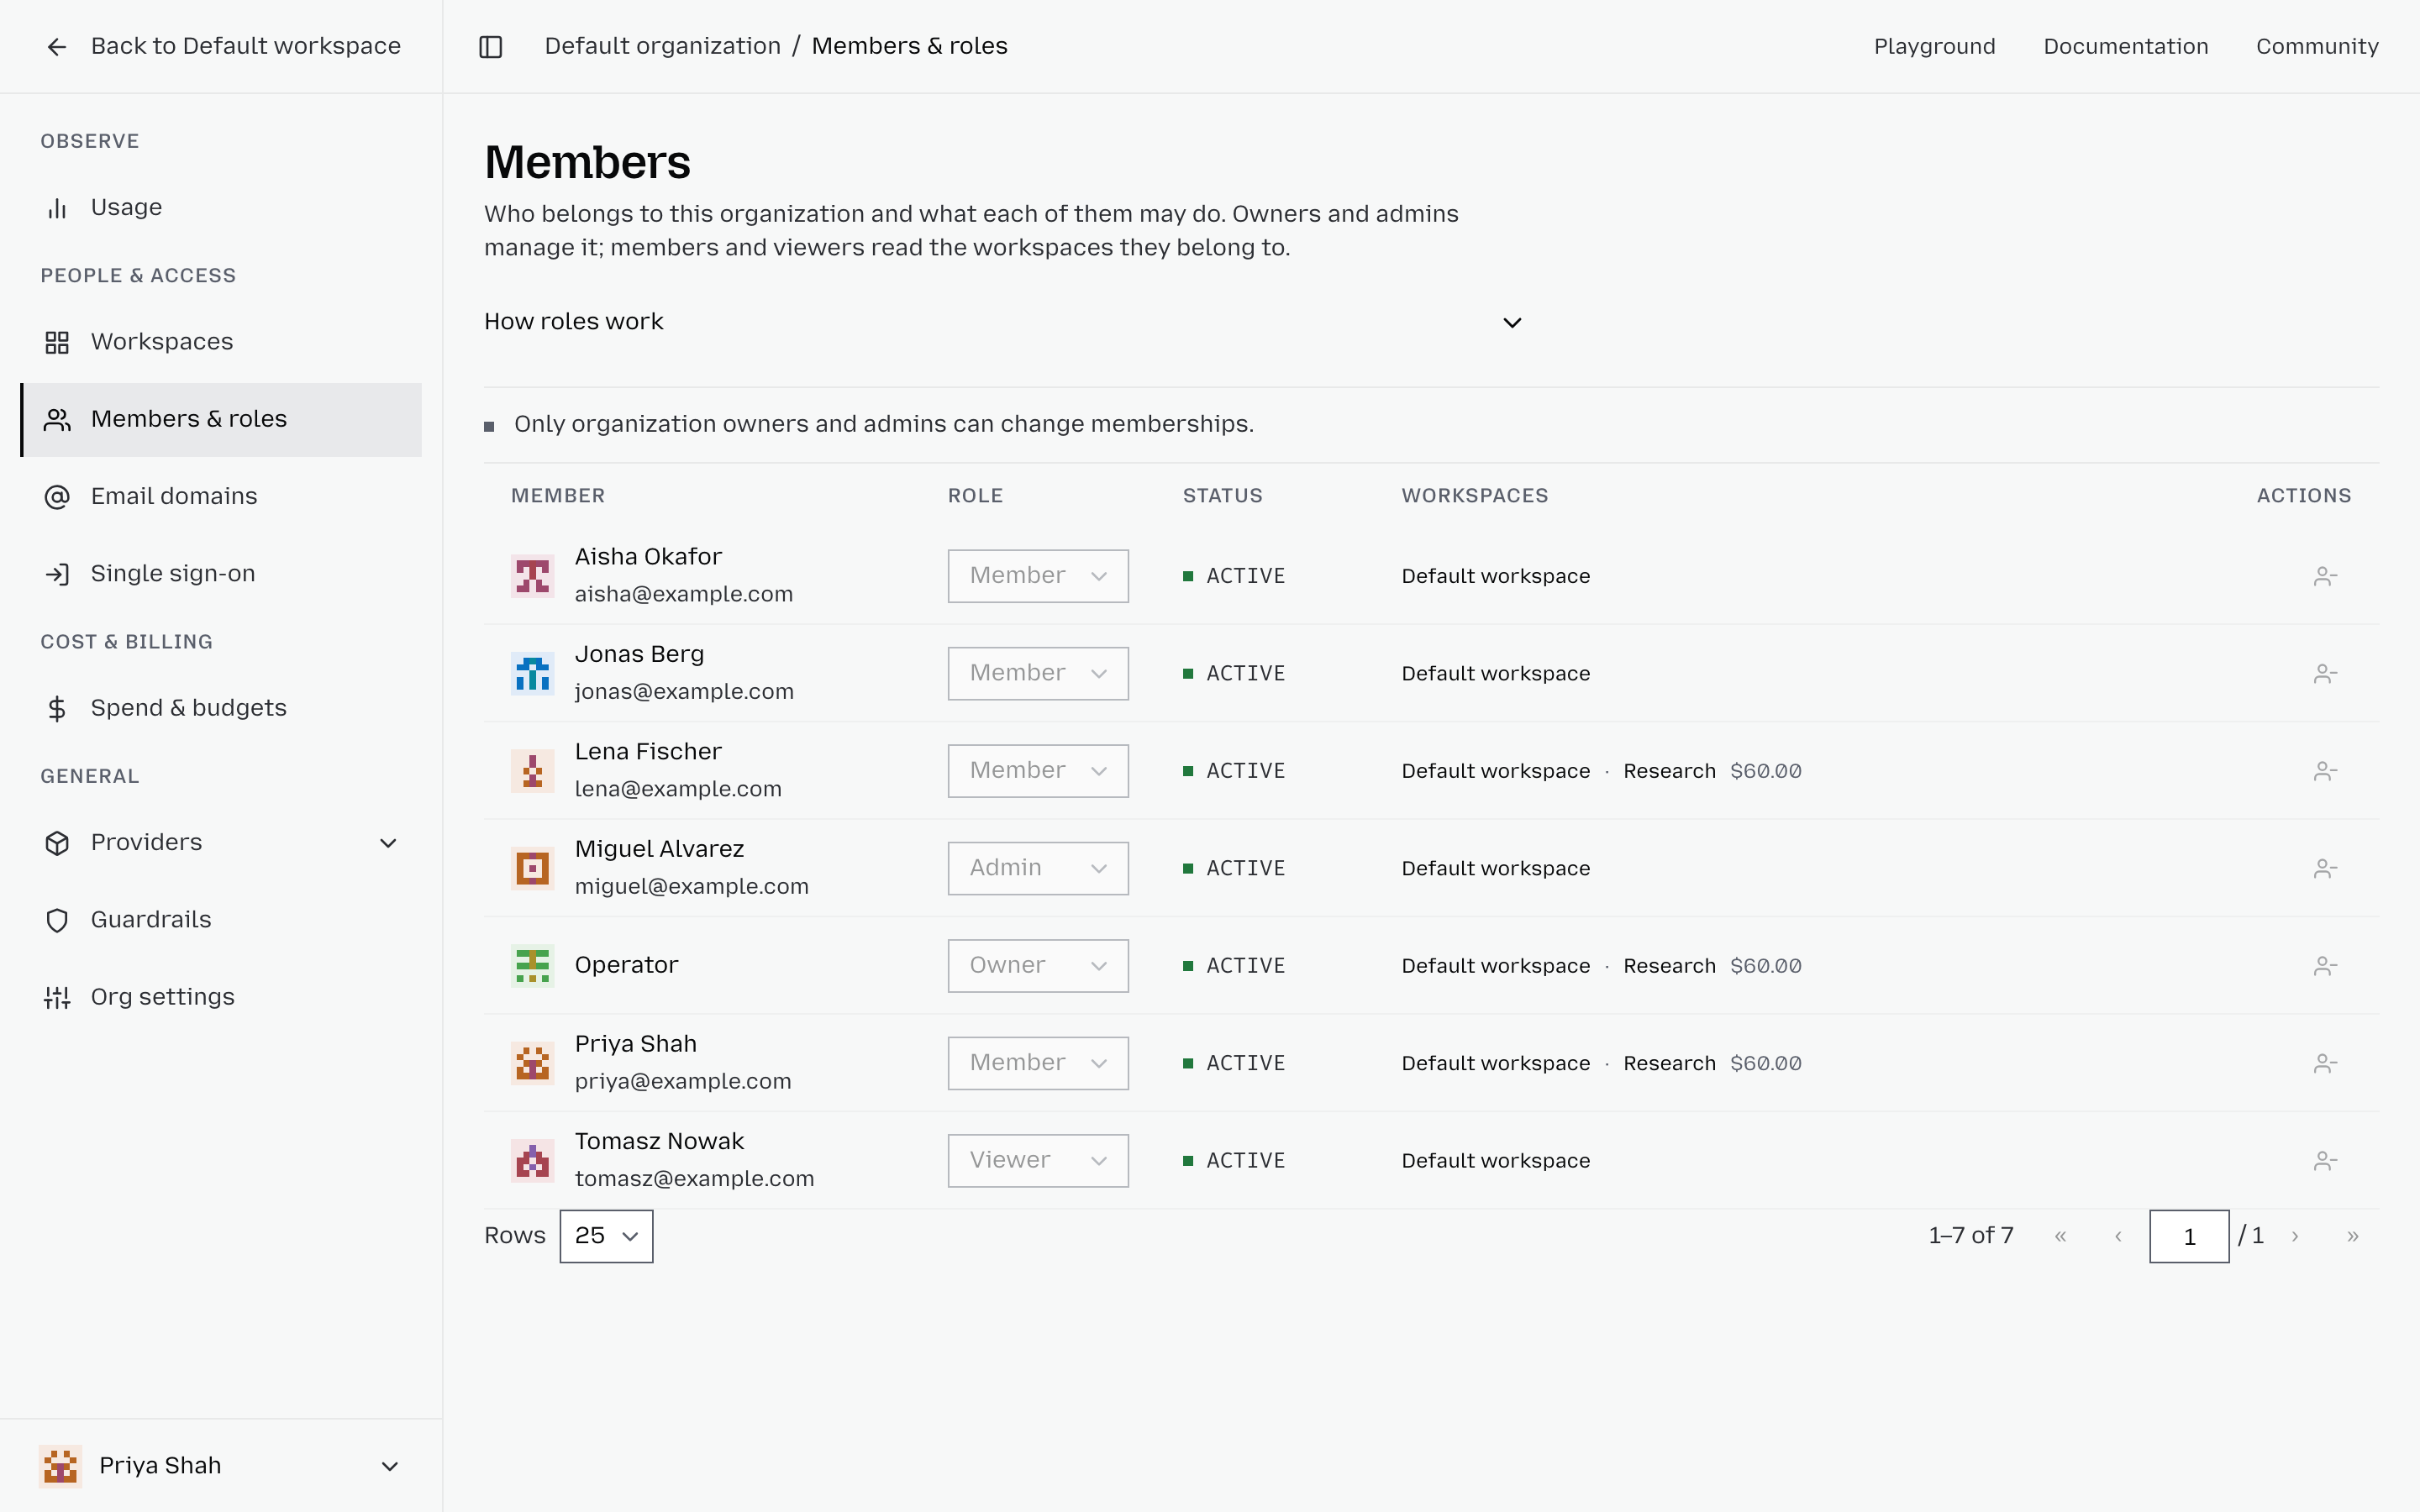 Back to Default workspace
Default organization / Members & roles
Playground
Documentation
Community
OBSERVE
Usage
PEOPLE & ACCESS
Workspaces
Members & roles
Email domains
Single sign-on
COST & BILLING
Spend & budgets
GENERAL
Providers
Guardrails
Org settings
Priya Shah
Members
Who belongs to this organization and what each of them may do. Owners and admins
manage it; members and viewers read the workspaces they belong to.
How roles work
Only organization owners and admins can change memberships.
MEMBER ROLE STATUS WORKSPACES ACTIONS
Aisha Okafor
aisha@example.com
Member ACTIVE Default workspace
Jonas Berg
jonas@example.com
Member ACTIVE Default workspace
Lena Fischer
lena@example.com
Member ACTIVE Default workspace · Research $60.00
Miguel Alvarez
miguel@example.com
Admin ACTIVE Default workspace
Operator
Owner ACTIVE Default workspace · Research $60.00
Priya Shah
priya@example.com
Member ACTIVE Default workspace · Research $60.00
Tomasz Nowak
tomasz@example.com
Viewer ACTIVE Default workspace
Rows 25
1–7 of 7 « ‹ 1 / 1 › »